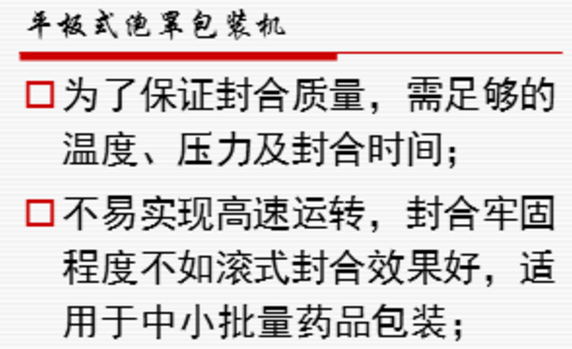 平板式泡罩包装机
为了保证封合质量，需足够的
温度、压力及封合时间；
不易实现高速运转，封合牢固
程度不如滚式封合效果好，适
用于中小批量药品包装；